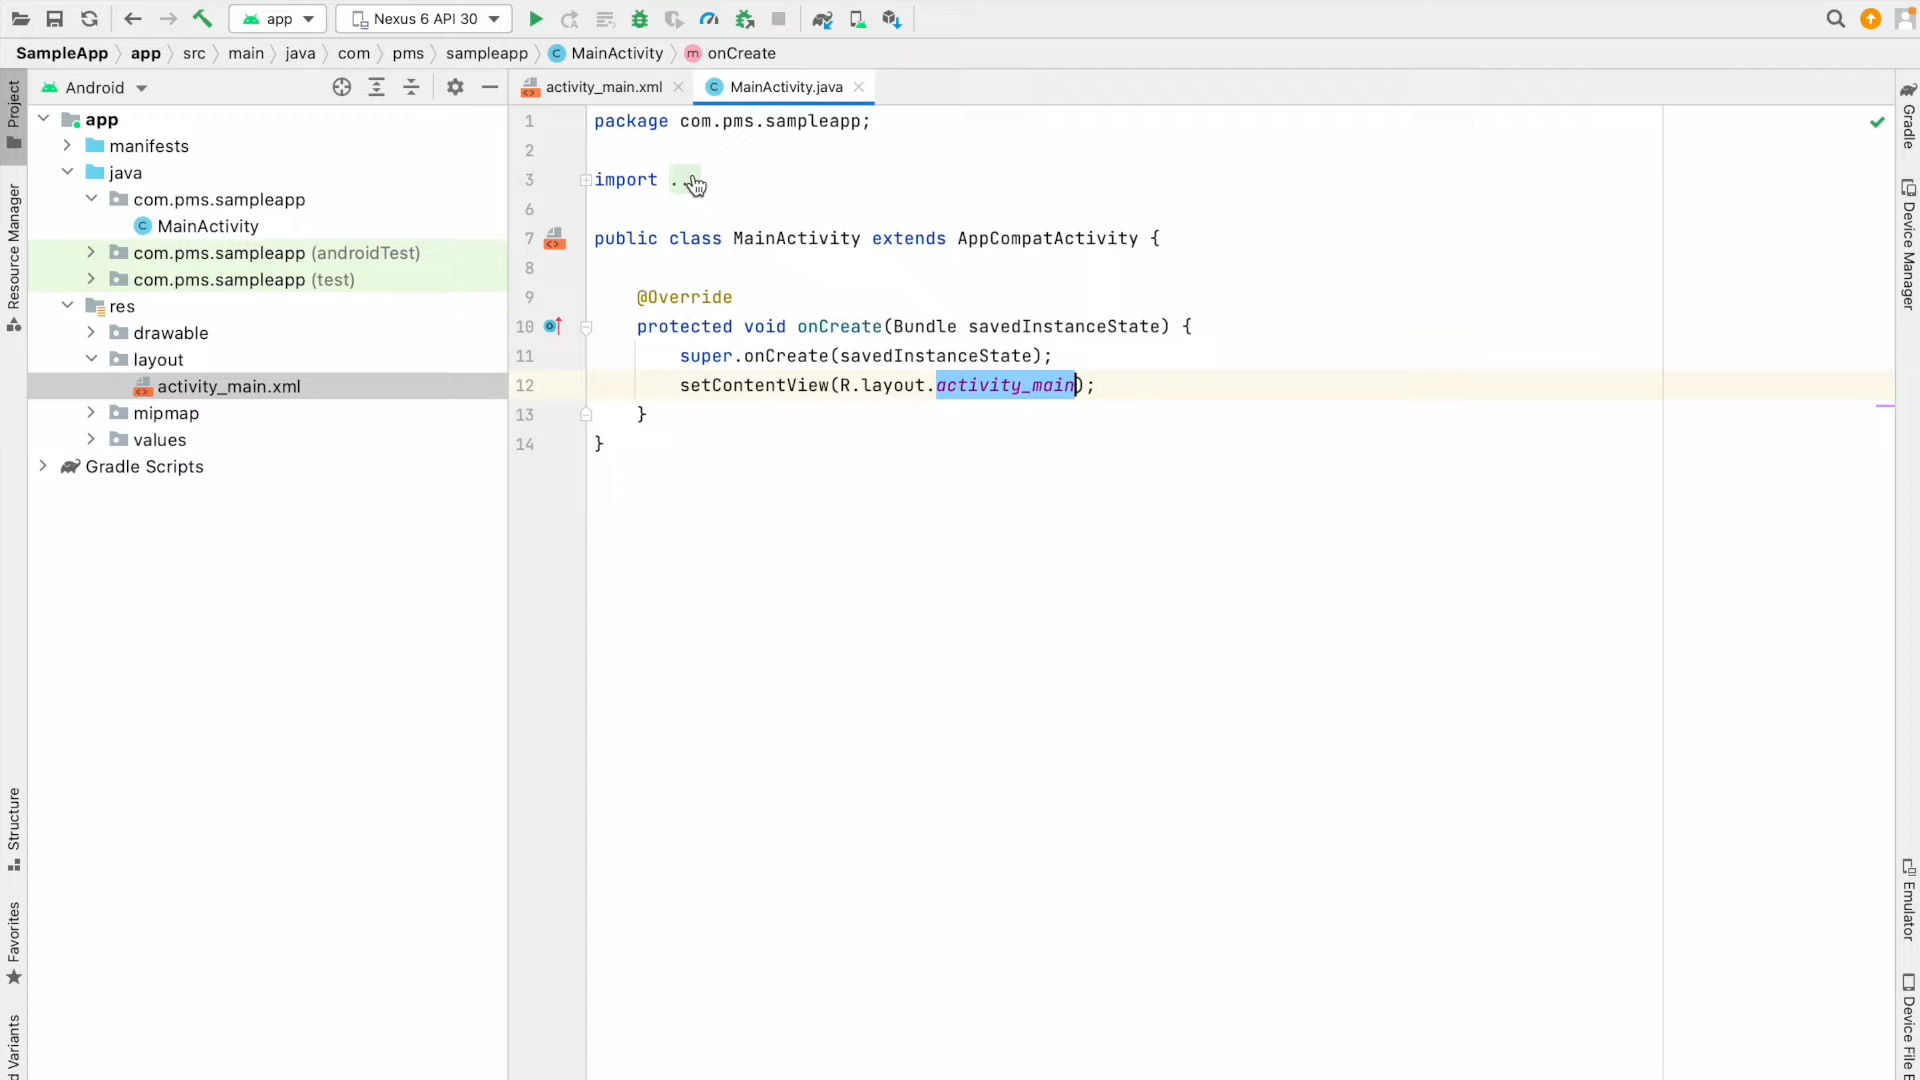 app
Nexus 6 API 30
SampleApp
app
src
main
java
com
pms
sampleapp
MainActivity
onCreate
Android
activity_main.xml
MainActivity.java
Project
Resource Manager
Structure
Favorites
app
manifests
java
com.pms.sampleapp
MainActivity
com.pms.sampleapp (androidTest)
com.pms.sampleapp (test)
res
drawable
layout
activity_main.xml
mipmap
values
Gradle Scripts
1 package com.pms.sampleapp;
2
3 import ...
6
7 public class MainActivity extends AppCompatActivity {
8
9 @Override
10 protected void onCreate(Bundle savedInstanceState) {
11 super.onCreate(savedInstanceState);
12 setContentView(R.layout.activity_main);
13 }
14 }
Gradle
Device Manager
Emulator
Device File E
d Variants